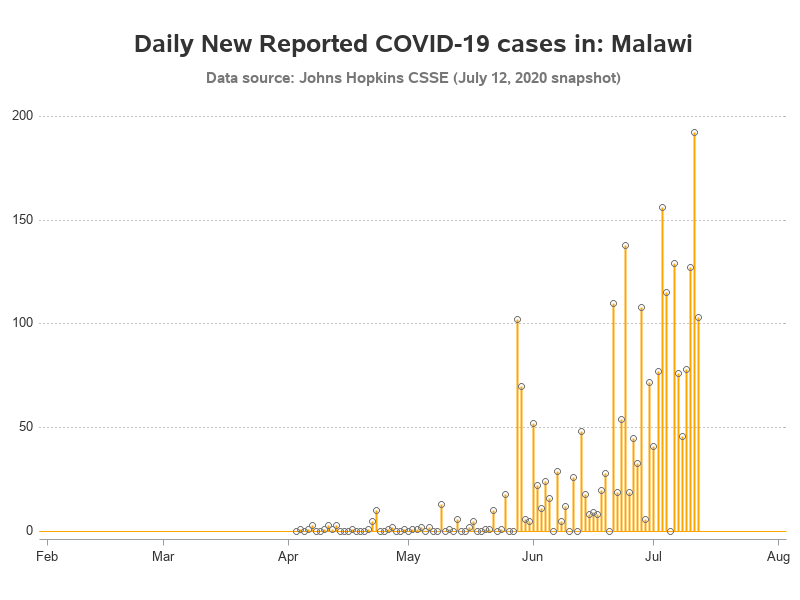 Daily New Reported COVID-19 cases in: Malawi
Data source: Johns Hopkins CSSE (July 12, 2020 snapshot)
200
150
100
50
0
Feb Mar Apr May Jun Jul Aug